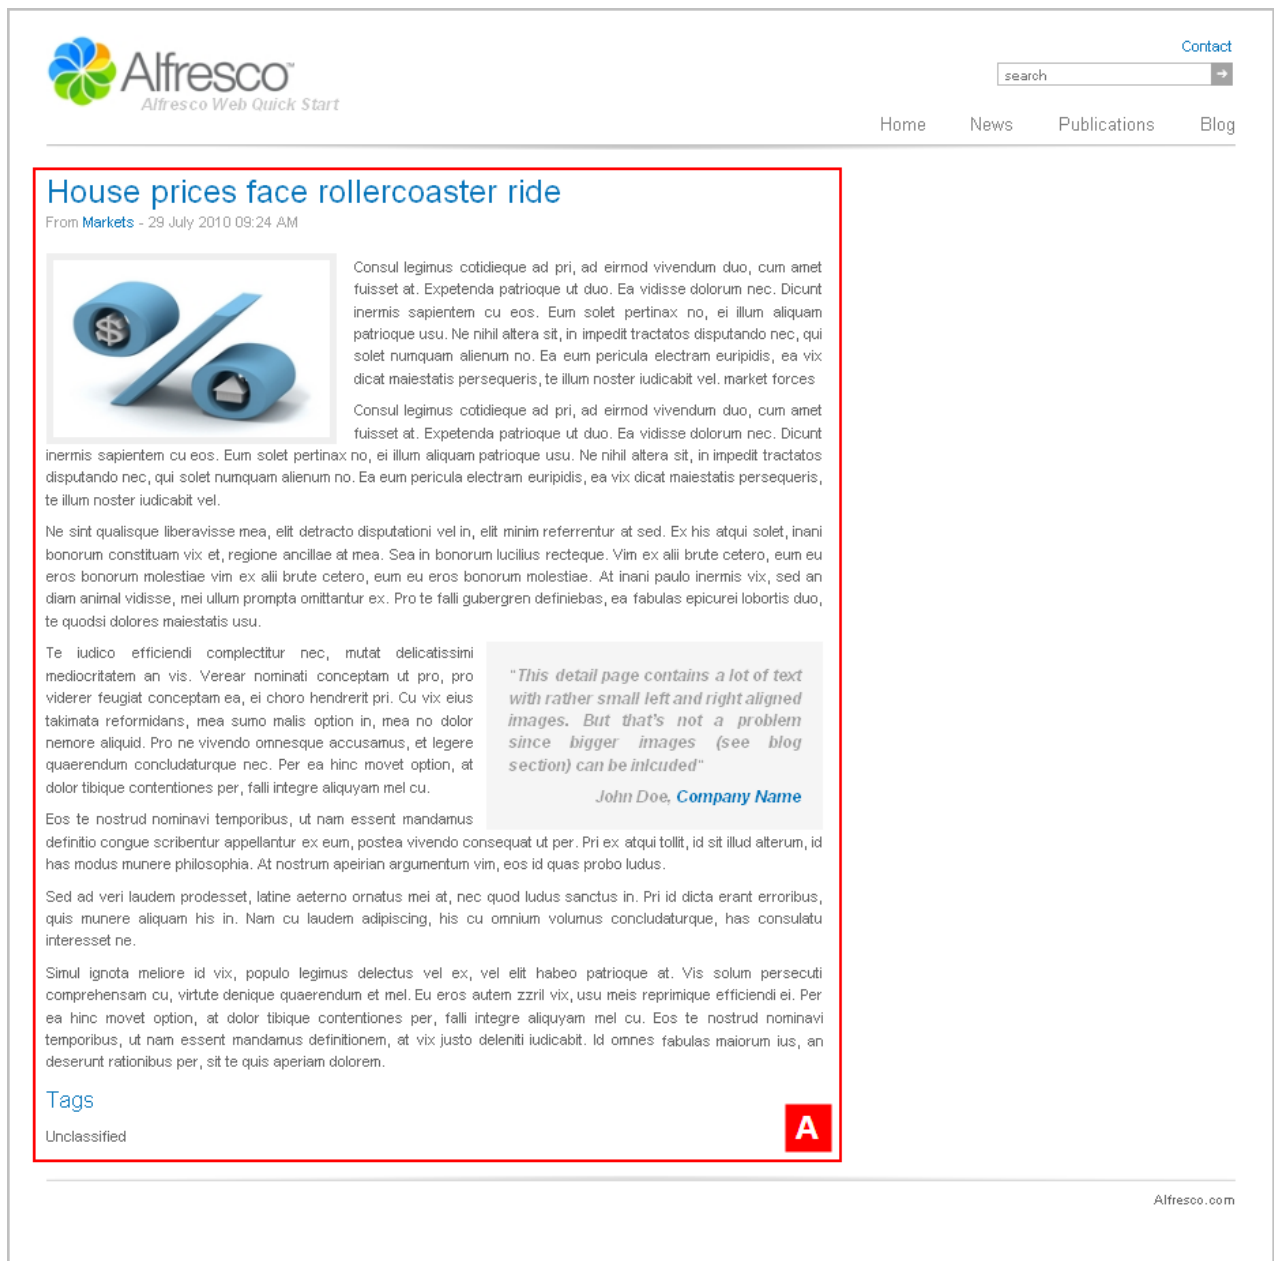 Contact
Alfresco™
Alfresco Web Quick Start
search
Home News Publications Blog
House prices face rollercoaster ride
From Markets - 29 July 2010 09:24 AM
Consul legimus cotidieque ad pri, ad eirmod vivendum duo, cum amet
fuisset at. Expetenda patrioque ut duo. Ea vidisse dolorum nec. Dicunt
inermis sapientem cu eos. Eum solet pertinax no, ei illum aliquam
patrioque usu. Ne nihil altera sit, in impedit tractatos disputando nec, qui
solet numquam alienum no. Ea eum pericula electram euripidis, ea vix
dicat maiestatis persequeris, te illum noster iudicabit vel. market forces
Consul legimus cotidieque ad pri, ad eirmod vivendum duo, cum amet
fuisset at. Expetenda patrioque ut duo. Ea vidisse dolorum nec. Dicunt
inermis sapientem cu eos. Eum solet pertinax no, ei illum aliquam patrioque usu. Ne nihil altera sit, in impedit tractatos
disputando nec, qui solet numquam alienum no. Ea eum pericula electram euripidis, ea vix dicat maiestatis persequeris,
te illum noster iudicabit vel.
Ne sint qualisque liberavisse mea, elit detracto disputationi vel in, elit minim referrentur at sed. Ex his atqui solet, inani
bonorum constituam vix et, regione ancillae at mea. Sea in bonorum lucilius recteque. Vim ex alii brute cetero, eum eu
eros bonorum molestiae vim ex alii brute cetero, eum eu eros bonorum molestiae. At inani paulo inermis vix, sed an
diam animal vidisse, mei ullum prompta omittantur ex. Pro te falli gubergren definiebas, ea fabulas epicurei lobortis duo,
te quodsi dolores maiestatis usu.
Te iudico efficiendi complectitur nec, mutat delicatissimi
mediocritatem an vis. Verear nominati conceptam ut pro, pro
viderer feugiat conceptam ea, ei choro hendrerit pri. Cu vix eius
takimata reformidans, mea sumo malis option in, mea no dolor
nemore aliquid. Pro ne vivendo omnesque accusamus, et legere
quaerendum concludaturque nec. Per ea hinc movet option, at
dolor tibique contentiones per, falli integre aliquyam mel cu.
"This detail page contains a lot of text
with rather small left and right aligned
images. But that's not a problem
since bigger images (see blog
section) can be inlcuded"
John Doe, Company Name
Eos te nostrud nominavi temporibus, ut nam essent mandamus
definitio congue scribentur appellantur ex eum, postea vivendo consequat ut per. Pri ex atqui tollit, id sit illud alterum, id
has modus munere philosophia. At nostrum apeirian argumentum vim, eos id quas probo ludus.
Sed ad veri laudem prodesset, latine aeterno ornatus mei at, nec quod ludus sanctus in. Pri id dicta erant erroribus,
quis munere aliquam his in. Nam cu laudem adipiscing, his cu omnium volumus concludaturque, has consulatu
interesset ne.
Simul ignota meliore id vix, populo legimus delectus vel ex, vel elit habeo patrioque at. Vis solum persecuti
comprehensam cu, virtute denique quaerendum et mel. Eu eros autem zzril vix, usu meis reprimique efficiendi ei. Per
ea hinc movet option, at dolor tibique contentiones per, falli integre aliquyam mel cu. Eos te nostrud nominavi
temporibus, ut nam essent mandamus definitionem, at vix justo deleniti iudicabit. Id omnes fabulas maiorum ius, an
deserunt rationibus per, sit te quis aperiam dolorem.
Tags
Unclassified
A
Alfresco.com